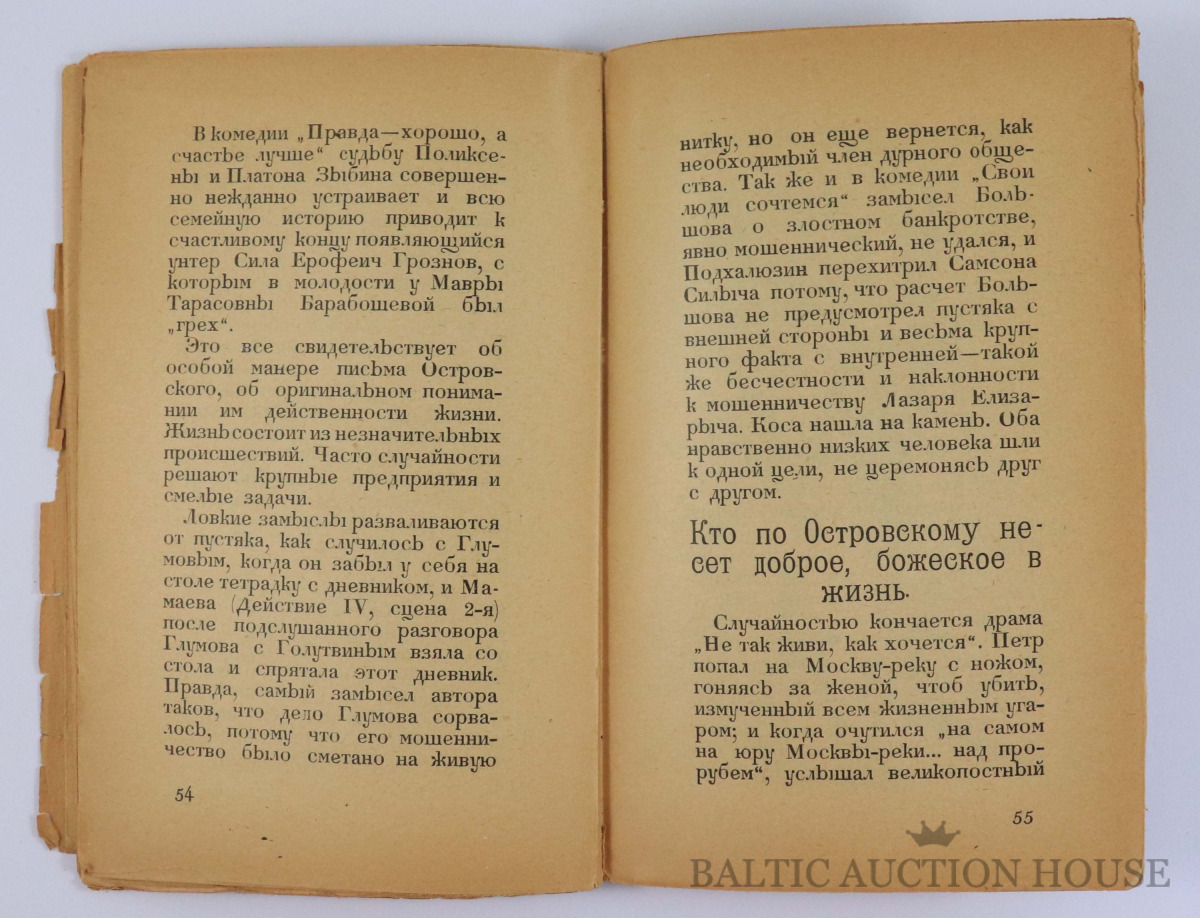 В комедии „Правда—хорошо, а
счастье лучше“ судьбу Поликсе-
ны и Платона Зыбина совершен-
но нежданно устраивает и всю
семейную историю приводит к
счастливому концу появляющийся
унтер Сила Ерофеич Грознов, с
которым в молодости у Мавры
Тарасовны Барабошевой был
„грех“.
Это все свидетельствует об
особой манере письма Остров-
ского, об оригинальном понима-
нии им действенности жизни.
Жизнь состоит из незначительных
происшествий. Часто случайности
решают крупные предприятия и
смелые задачи.
Ловкие замыслы разваливаются
от пустяка, как случилось с Глу-
мовым, когда он забыл у себя на
столе тетрадку с дневником, и Ма-
маева (Действие IV, сцена 2-я)
после подслушанного разговора
Глумова с Голутвиным взяла со
стола и спрятала этот дневник.
Правда, самый замысел автора
таков, что дело Глумова сорва-
лось, потому что его мошенни-
чество было сметано на живую
54
нитку, но он еще вернется, как
необходимый член дурного обще-
ства. Так же и в комедии „Свои
люди сочтемся“ замысел Боль-
шова о злостном банкротстве,
явно мошеннический, не удался, и
Подхалюзин перехитрил Самсона
Силыча потому, что расчет Боль-
шова не предусмотрел пустяка с
внешней стороны и весьма круп-
ного факта с внутренней—такой
же бесчестности и наклонности
к мошенничеству Лазаря Елиза-
рыча. Коса нашла на камень. Оба
нравственно низких человека шли
к одной цели, не церемонясь друг
с другом.
Кто по Островскому не-
сет доброе, божеское в
жизнь.
Случайностью кончается драма
„Не так живи, как хочется“. Петр
попал на Москву-реку с ножом,
гоняясь за женой, чтоб убить,
измученный всем жизненным уга-
ром; и когда очутился „на самом
на юру Москвы-реки... над про-
рубем“, услышал великопостный
55
BALTIC AUCTION HOUSE